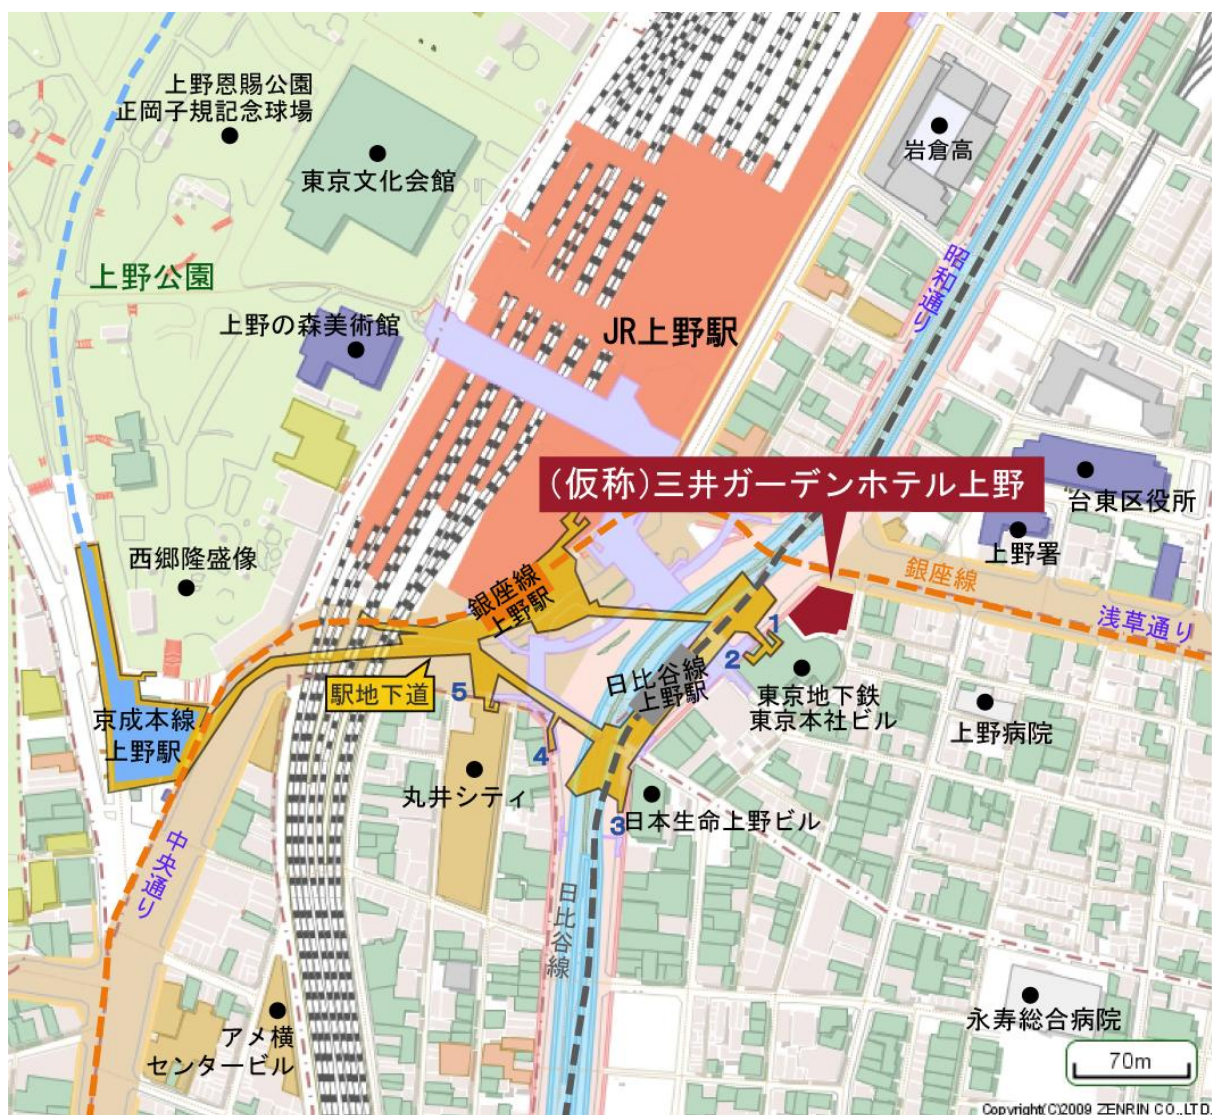 上野恩賜公園
正岡子規記念球場
東京文化会館
岩倉高
上野公園
昭和通り
上野の森美術館
JR上野駅
(仮称)三井ガーデンホテル上野
台東区役所
上野署
西郷隆盛像
銀座線
上野駅
銀座線
浅草通り
1
2
日比谷線
上野駅
駅地下道
5
東京地下鉄
東京本社ビル
京成本線
上野駅
上野病院
4
丸井シティ
3
日本生命上野ビル
中央通り
日比谷線
アメ横
センタービル
永寿総合病院
70m
Copyright(C)2009 ZENRIN CO.,LTD